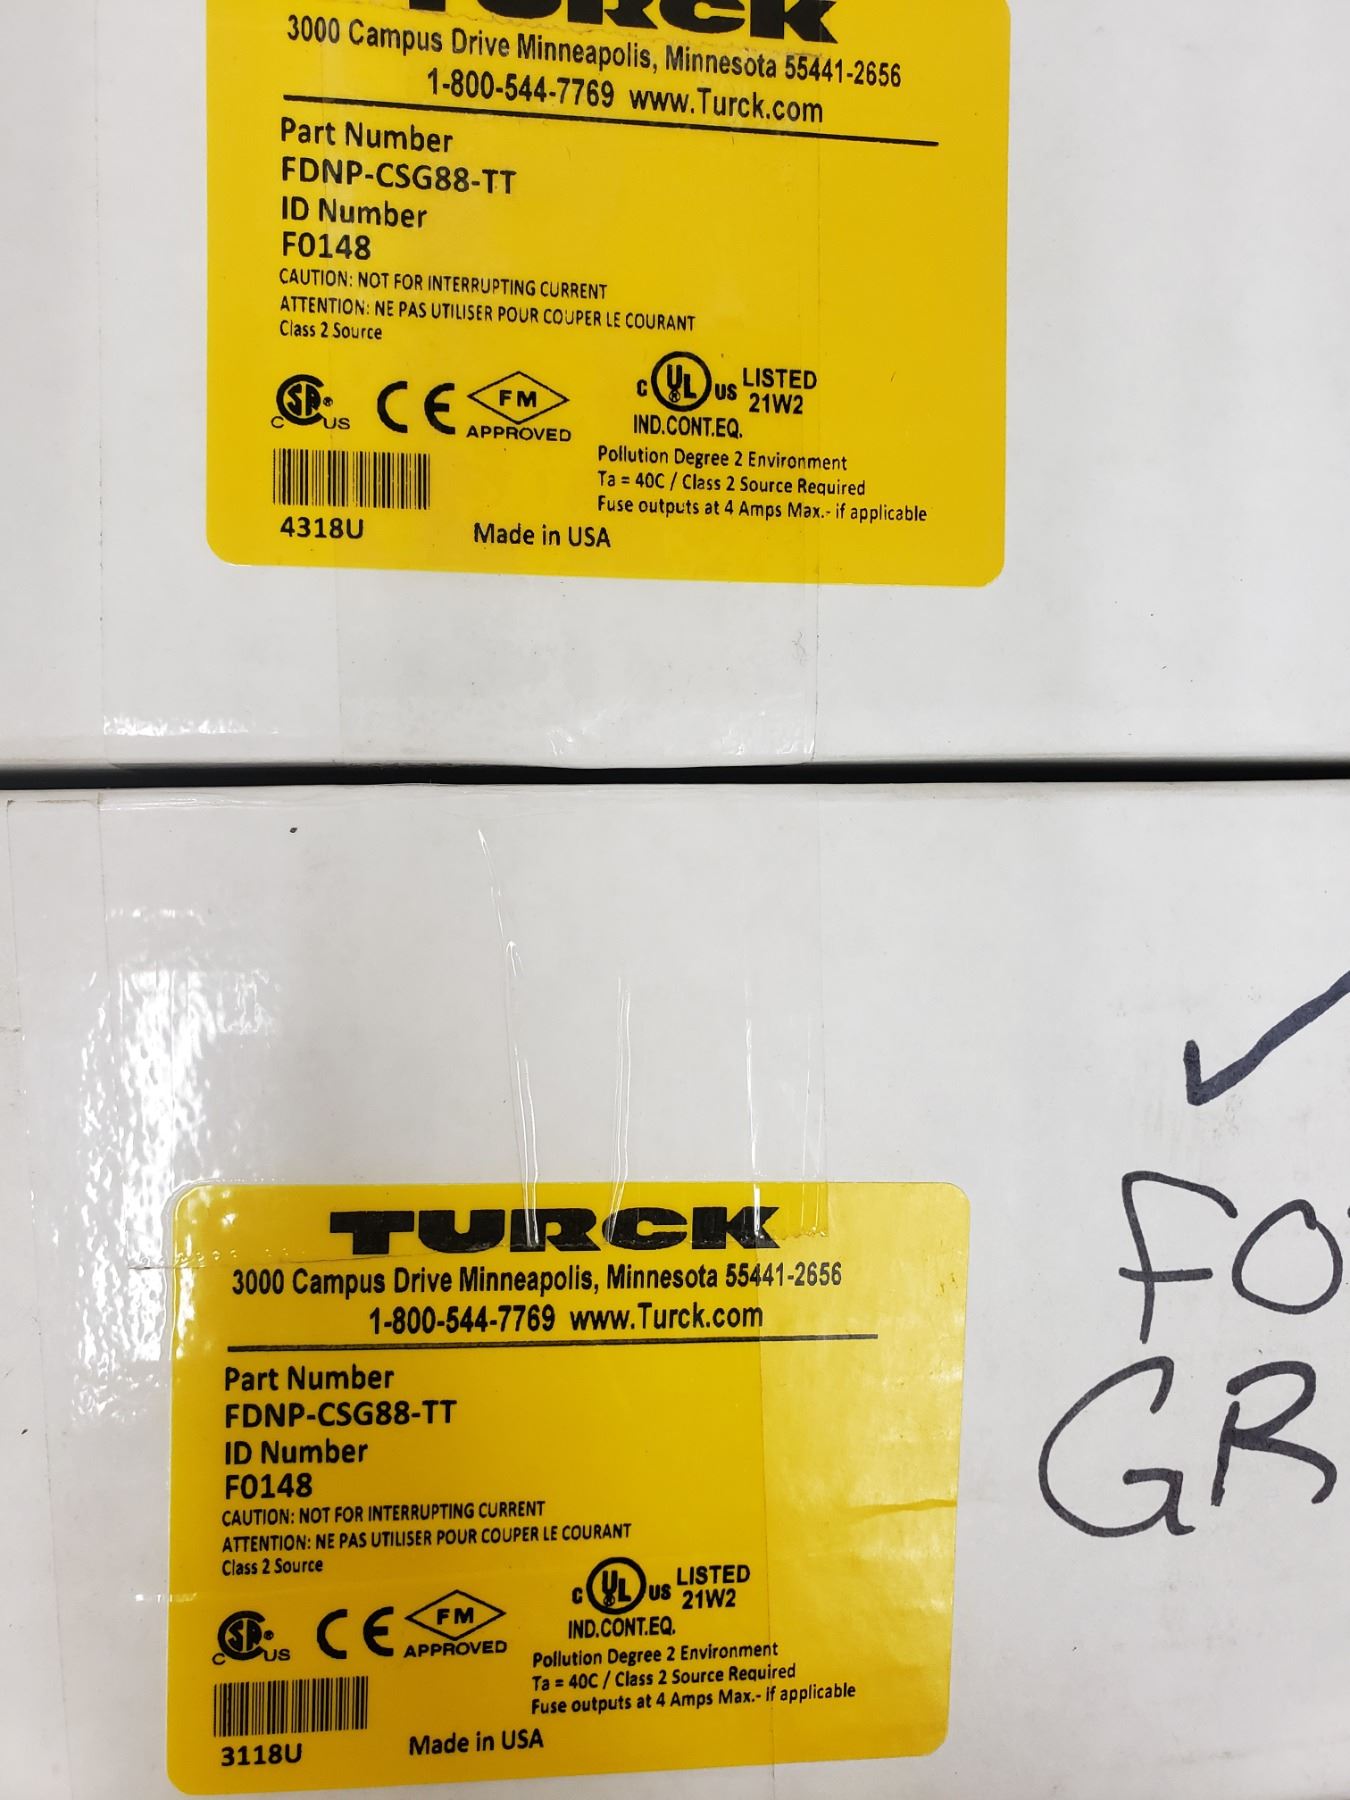 TURCK
3000 Campus Drive Minneapolis, Minnesota 55441-2656
1-800-544-7769 www.Turck.com
Part Number
FDNP-CSG88-TT
ID Number
F0148
CAUTION: NOT FOR INTERRUPTING CURRENT
ATTENTION: NE PAS UTILISER POUR COUPER LE COURANT
Class 2 Source
C SA® US CE FM APPROVED
C UL US LISTED 21W2
IND.CONT.EQ.
Pollution Degree 2 Environment
Ta = 40C / Class 2 Source Required
Fuse outputs at 4 Amps Max.- if applicable
4318U
Made in USA
TURCK
3000 Campus Drive Minneapolis, Minnesota 55441-2656
1-800-544-7769 www.Turck.com
Part Number
FDNP-CSG88-TT
ID Number
F0148
CAUTION: NOT FOR INTERRUPTING CURRENT
ATTENTION: NE PAS UTILISER POUR COUPER LE COURANT
Class 2 Source
C SA® US CE FM APPROVED
C UL US LISTED 21W2
IND.CONT.EQ.
Pollution Degree 2 Environment
Ta = 40C / Class 2 Source Required
Fuse outputs at 4 Amps Max.- if applicable
3118U
Made in USA
FO
GR